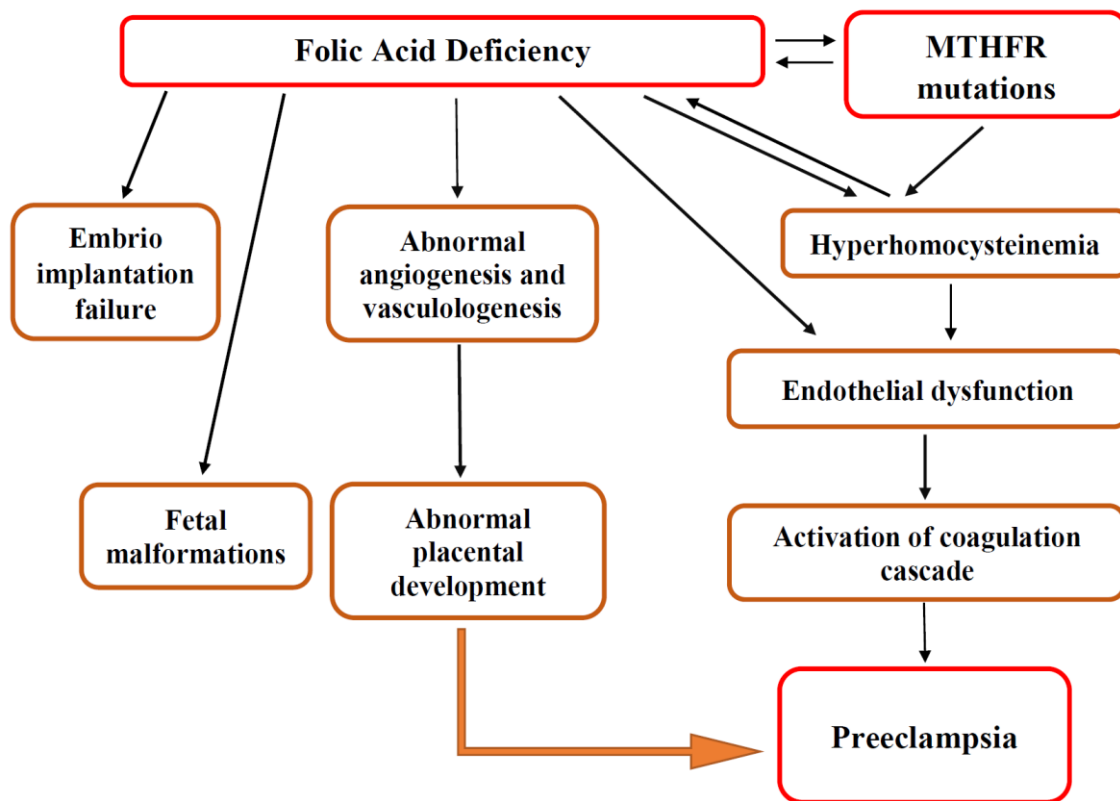 Folic Acid Deficiency
MTHFR
mutations
Embrio
implantation
failure
Abnormal
angiogenesis and
vasculologenesis
Hyperhomocysteinemia
Endothelial dysfunction
Fetal
malformations
Abnormal
placental
development
Activation of coagulation
cascade
Preeclampsia